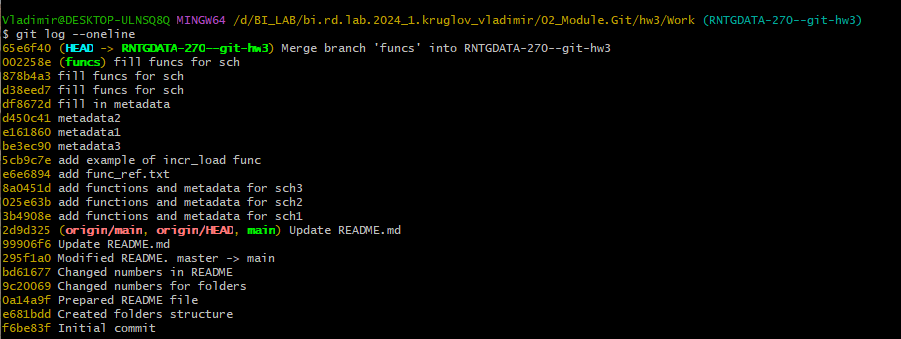 Vladimir@DESKTOP-ULNSQ8Q MINGW64 /d/BI_LAB/bi.rd.lab.2024_1.kruglov_vladimir/02_Module.Git/hw3/Work (RNTGDATA-270--git-hw3)
$ git log --oneline
65e6f40 (HEAD -> RNTGDATA-270--git-hw3) Merge branch 'funcs' into RNTGDATA-270--git-hw3
002258e (funcs) fill funcs for sch
878b4a3 fill funcs for sch
d38eed7 fill funcs for sch
df8672d fill in metadata
d450c41 metadata2
e161860 metadata1
be3ec90 metadata3
5cb9c7e add example of incr_load func
e6e6894 add func_ref.txt
8a0451d add functions and metadata for sch3
025e63b add functions and metadata for sch2
3b4908e add functions and metadata for sch1
2d9d325 (origin/main, origin/HEAD, main) Update README.md
99906f6 Update README.md
295f1a0 Modified README. master -> main
bd61677 Changed numbers in README
9c20069 Changed numbers for folders
0a14a9f Prepared README file
e681bdd Created folders structure
f6be83f Initial commit